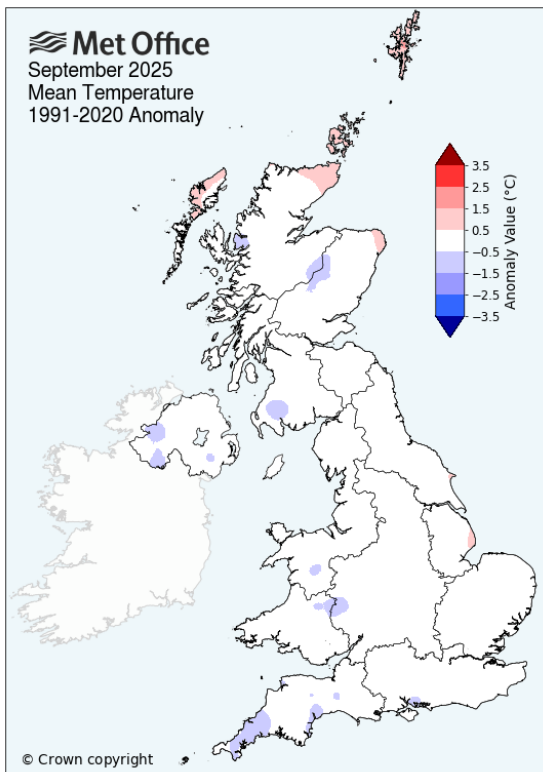 Met Office
September 2025
Mean Temperature
1991-2020 Anomaly
3.5
2.5
1.5
0.5
−0.5
−1.5
−2.5
−3.5
Anomaly Value (°C)
© Crown copyright